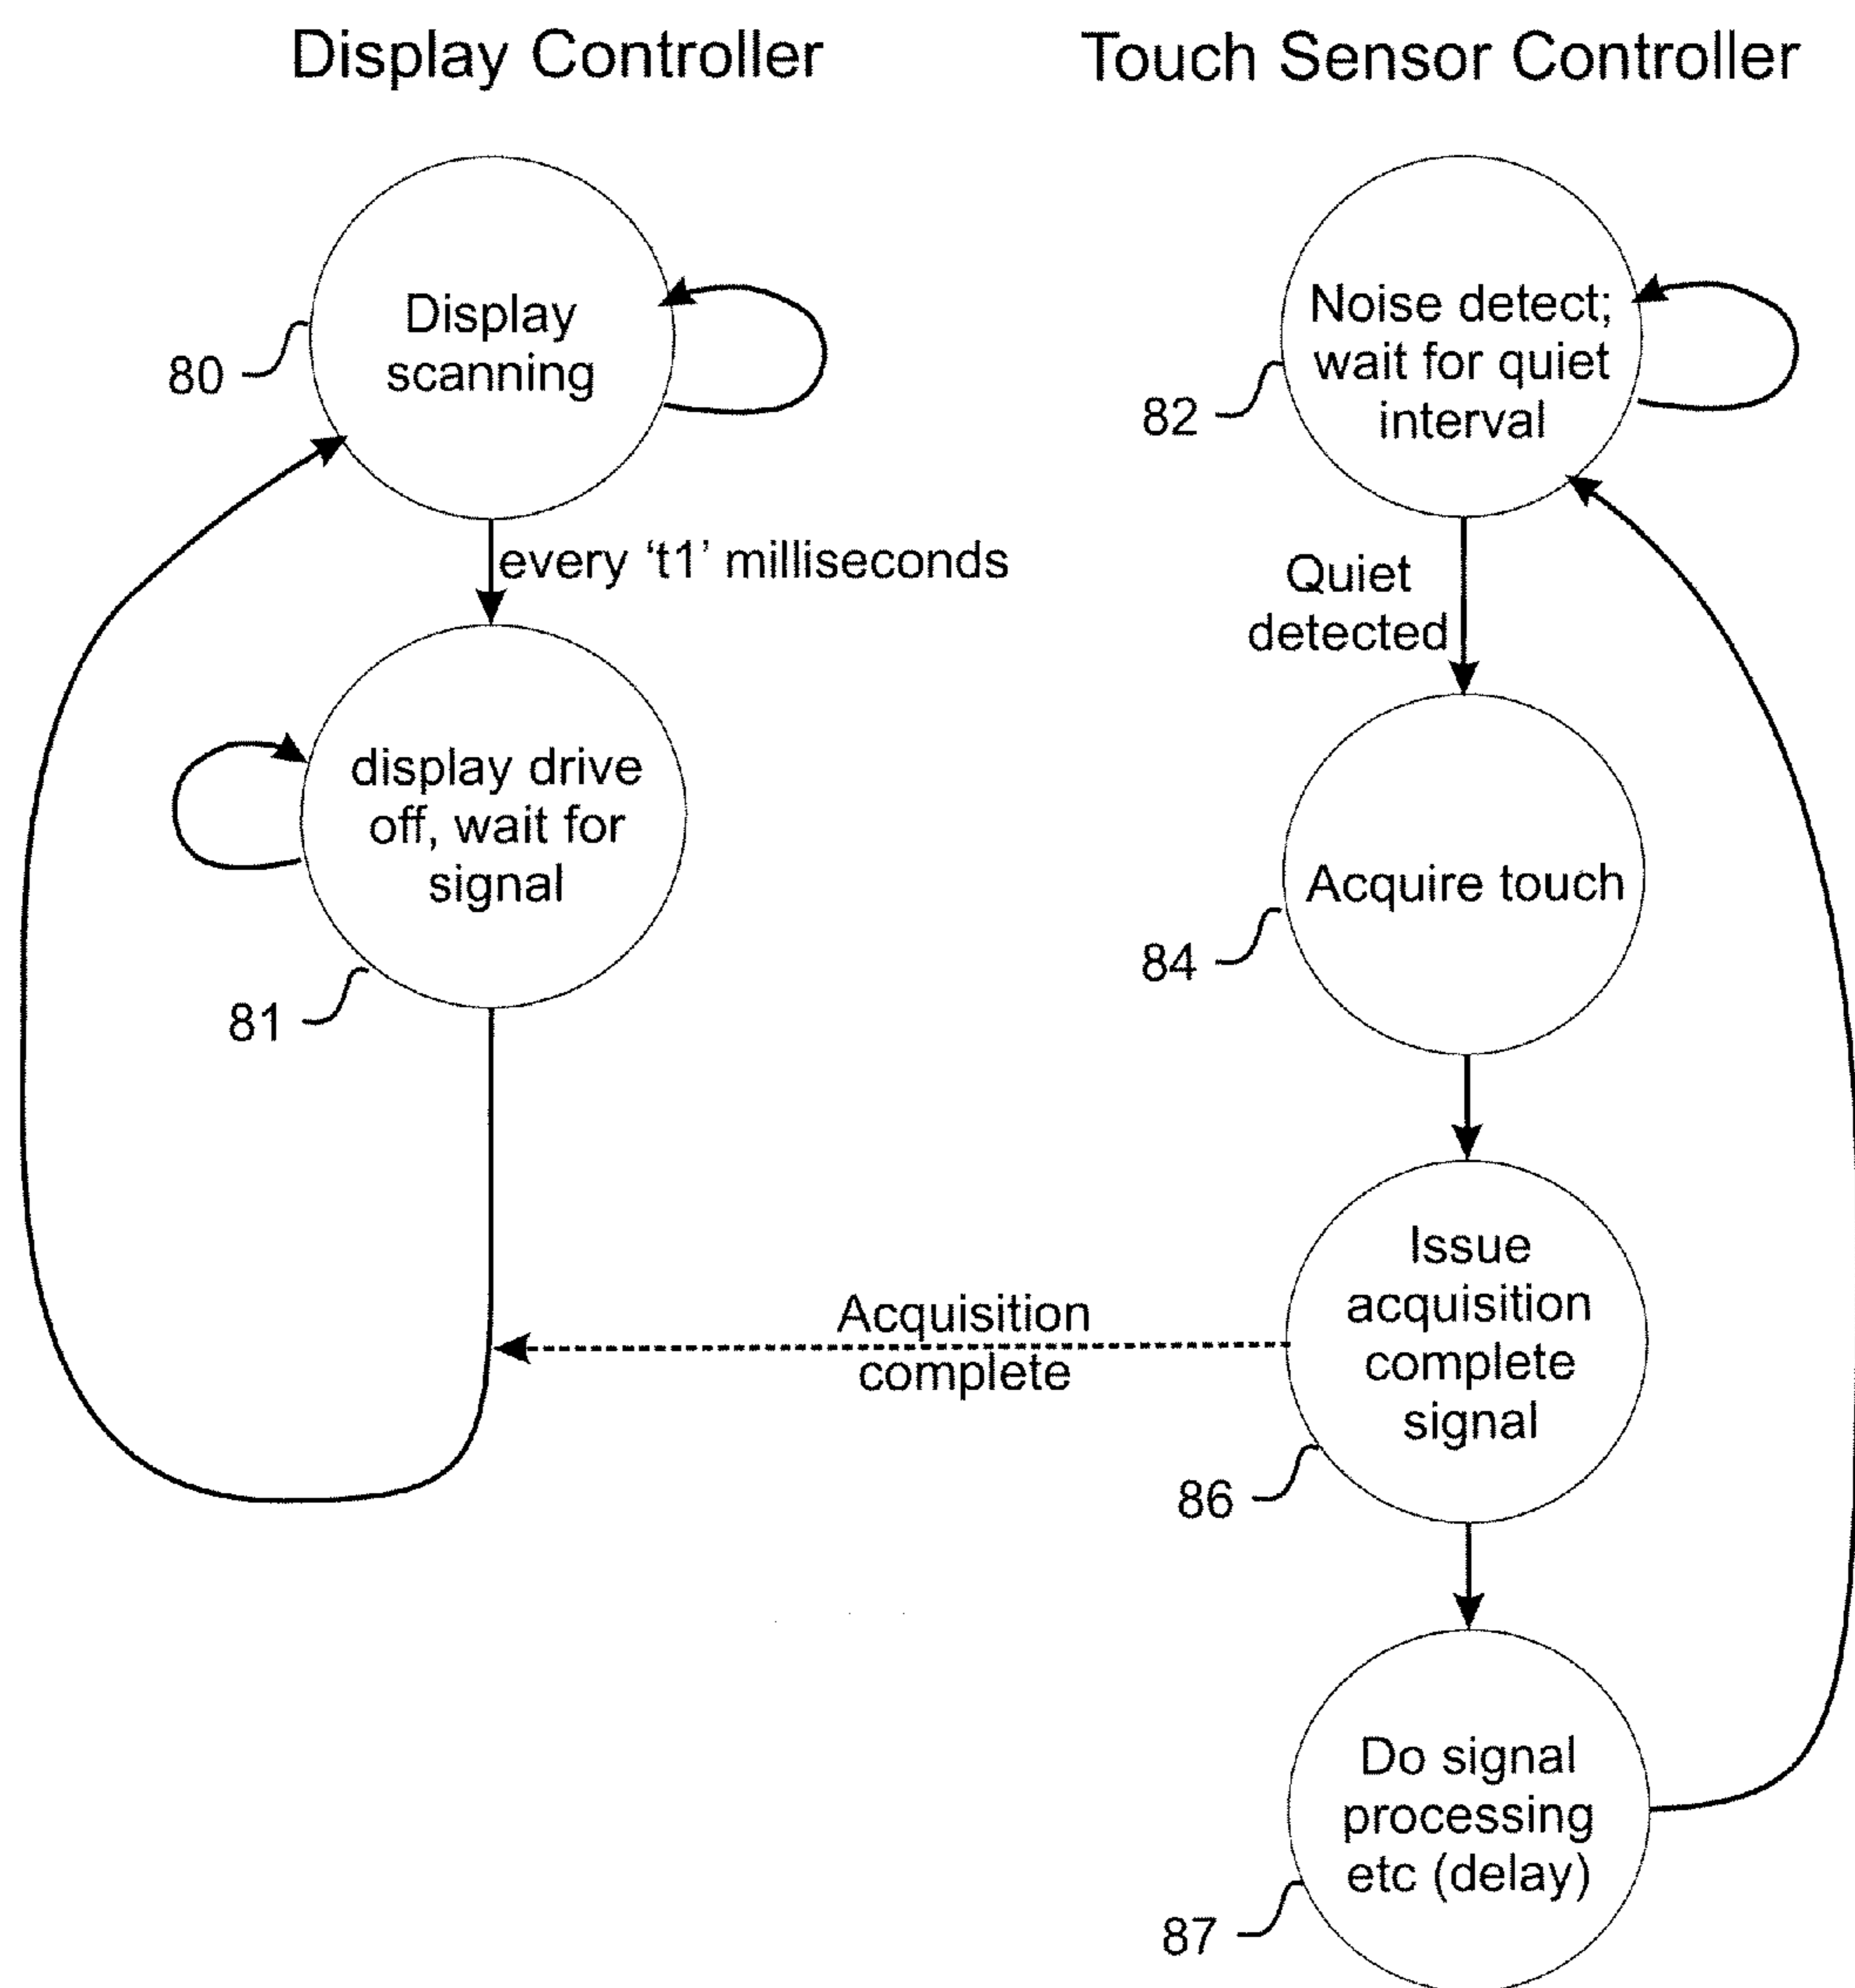 Display Controller
Touch Sensor Controller
Display
scanning
80
every ‘t1’ milliseconds
display drive
off, wait for
signal
81
Noise detect;
wait for quiet
interval
82
Quiet
detected
Acquire touch
84
Issue
acquisition
complete
signal
86
Acquisition
complete
Do signal
processing
etc (delay)
87